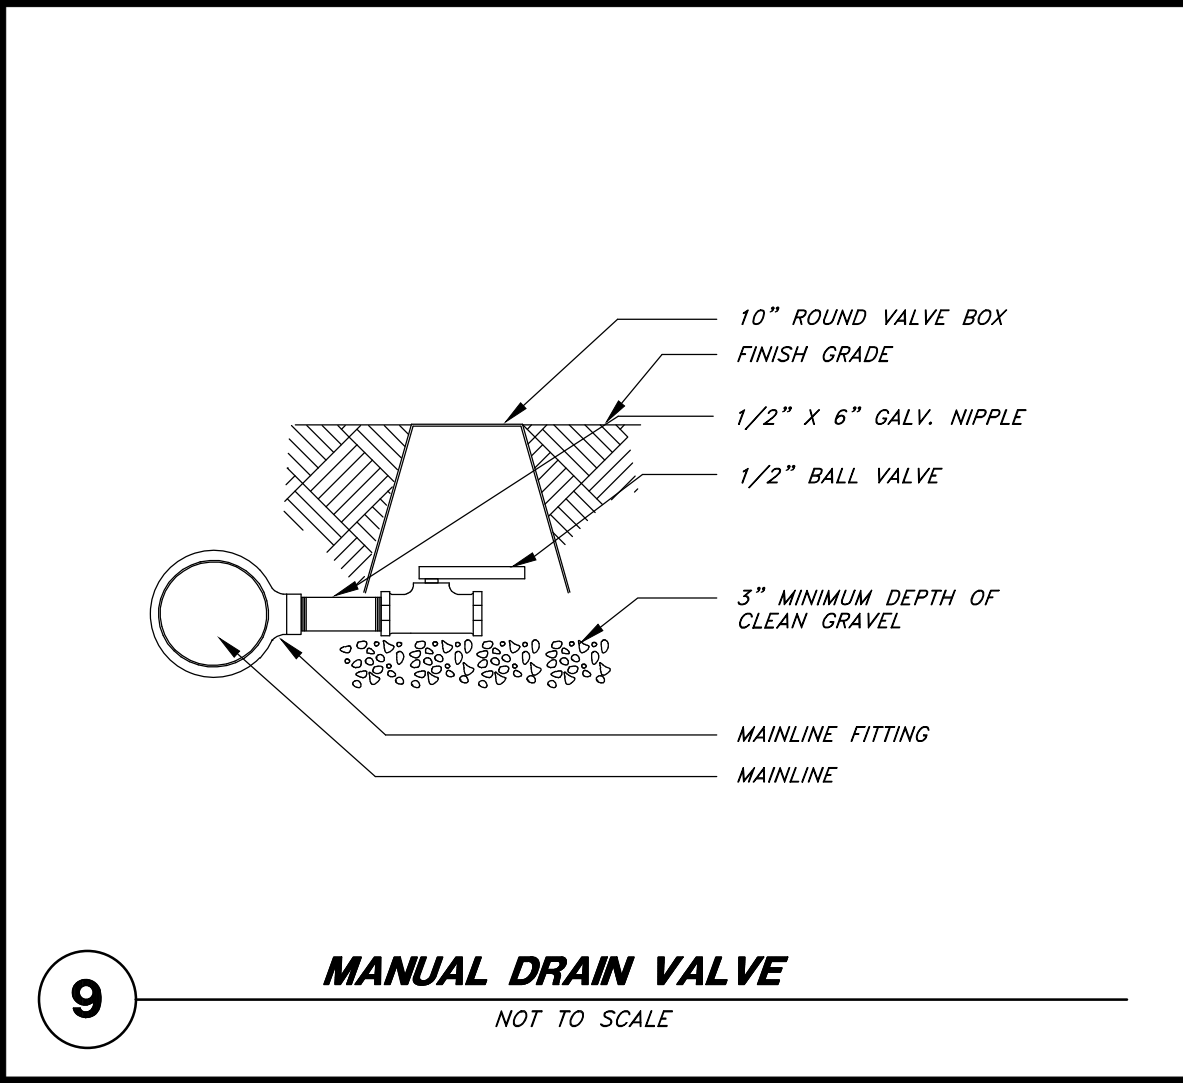 10” ROUND VALVE BOX
FINISH GRADE
1/2” X 6” GALV. NIPPLE
1/2” BALL VALVE
3” MINIMUM DEPTH OF
CLEAN GRAVEL
MAINLINE FITTING
MAINLINE
9
MANUAL DRAIN VALVE
NOT TO SCALE